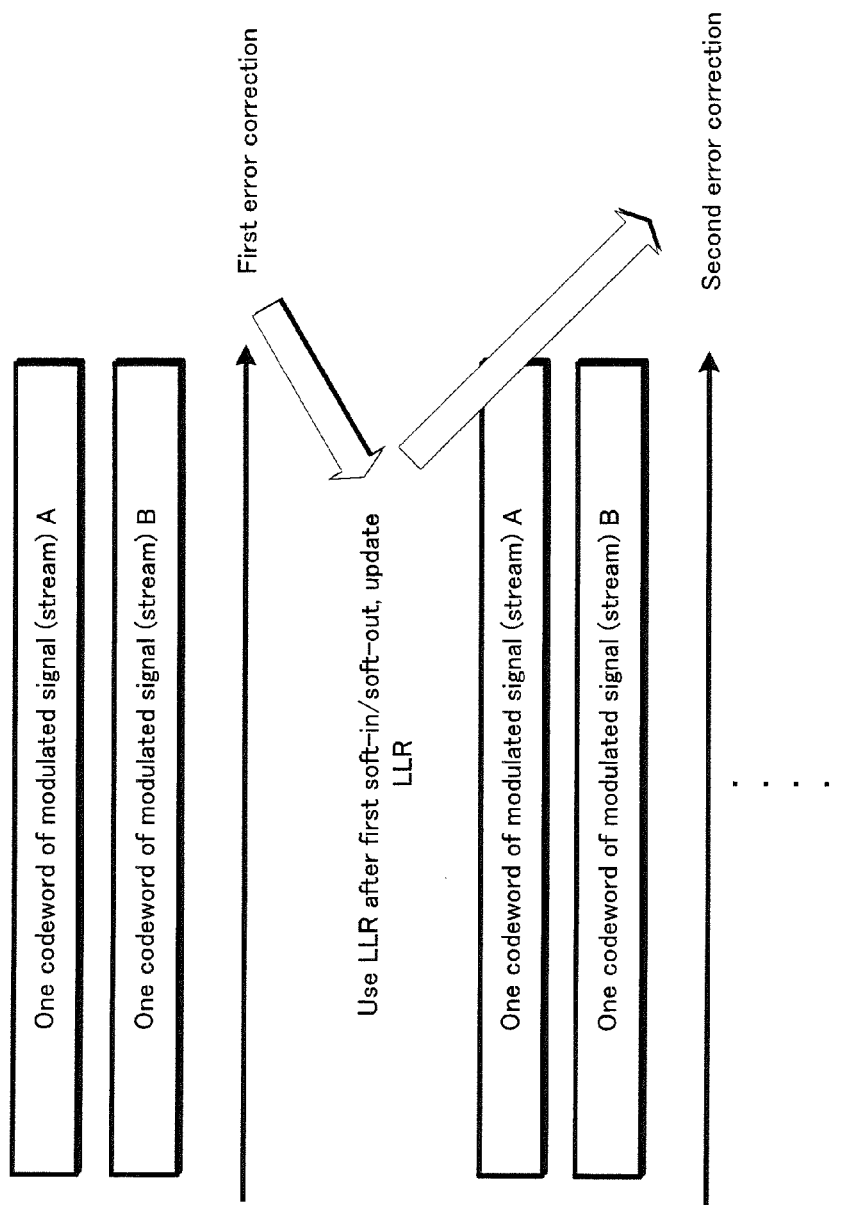 One codeword of modulated signal (stream) A
One codeword of modulated signal (stream) B
First error correction
Use LLR after first soft-in/soft-out, update
LLR
One codeword of modulated signal (stream) A
One codeword of modulated signal (stream) B
Second error correction
. . . .